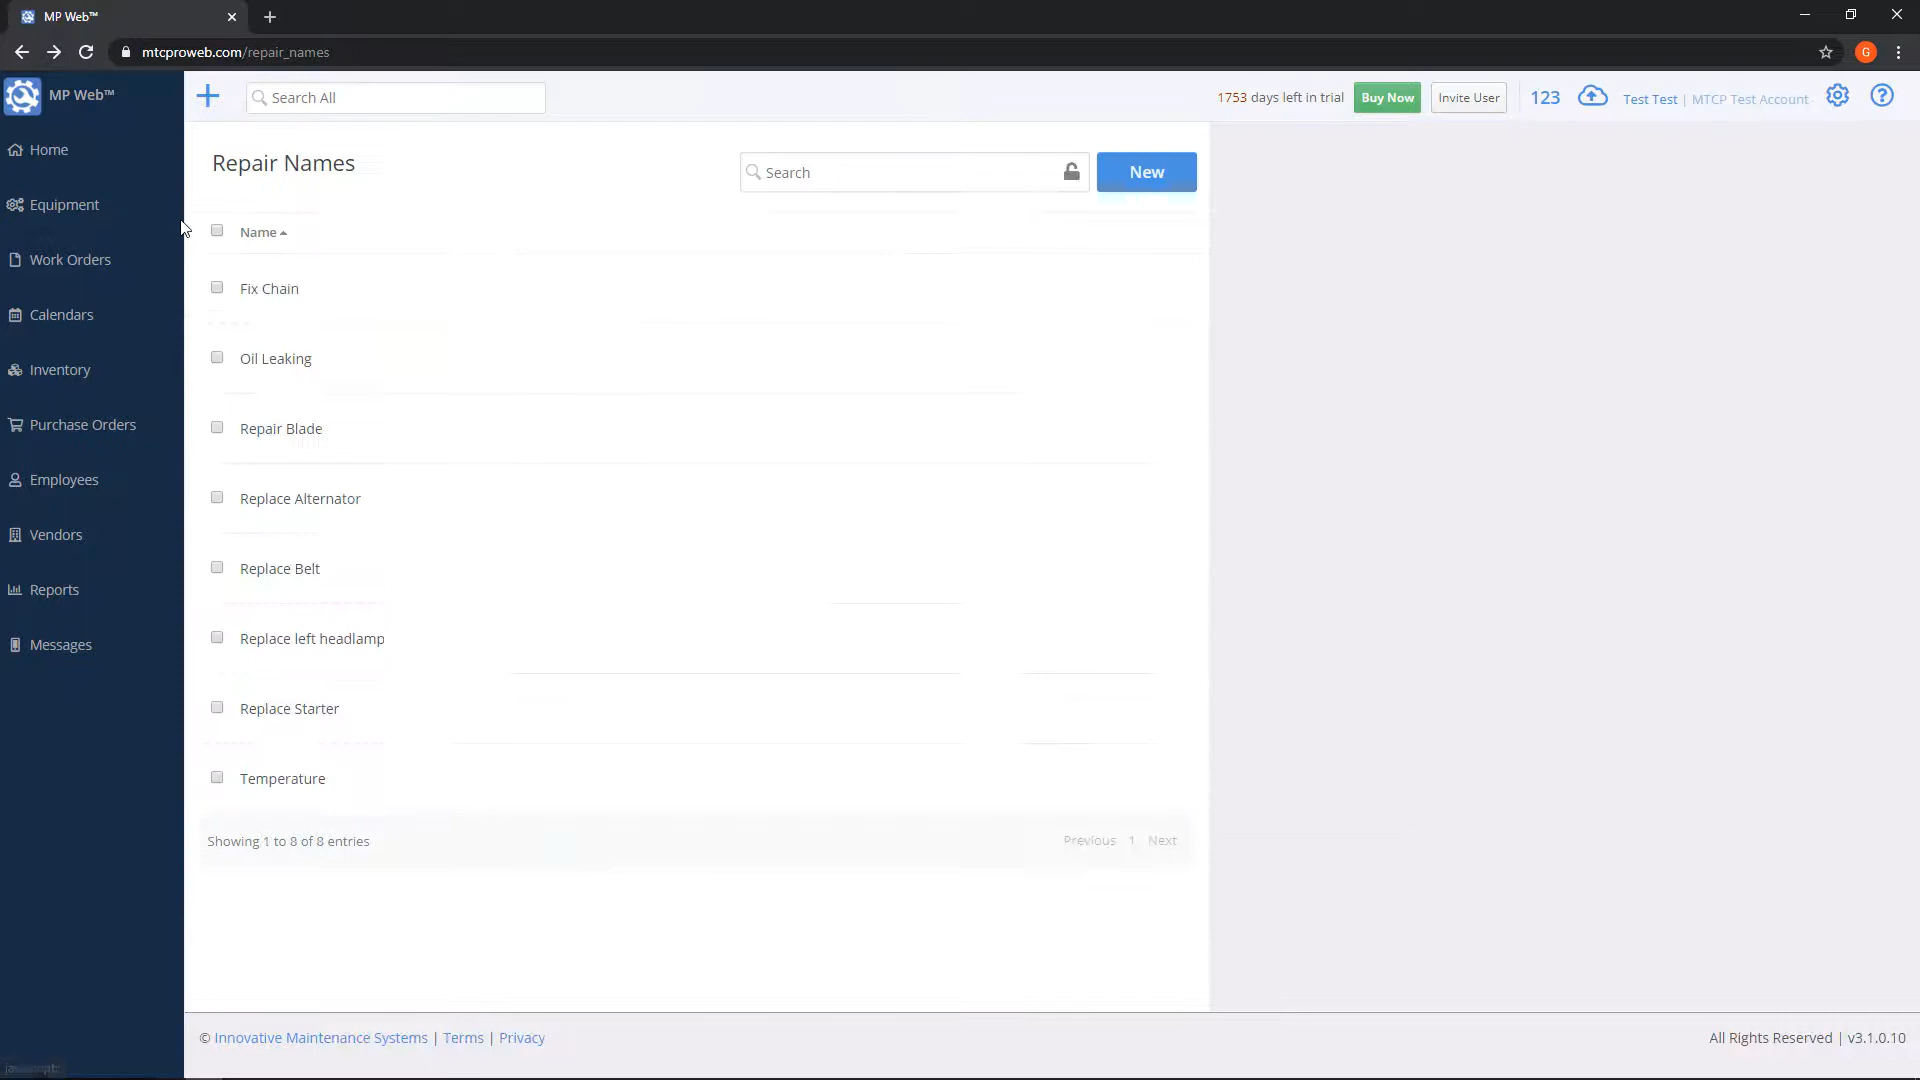 MP Web™
mtcproweb.com/repair_names
G
MP Web™
Search All
1753 days left in trial
Buy Now
Invite User
123
Test Test | MTCP Test Account
Home
Equipment
Work Orders
Calendars
Inventory
Purchase Orders
Employees
Vendors
Reports
Messages
Repair Names
Search
New
Name
Fix Chain
Oil Leaking
Repair Blade
Replace Alternator
Replace Belt
Replace left headlamp
Replace Starter
Temperature
Showing 1 to 8 of 8 entries
Previous 1 Next
© Innovative Maintenance Systems | Terms | Privacy
All Rights Reserved | v3.1.0.10